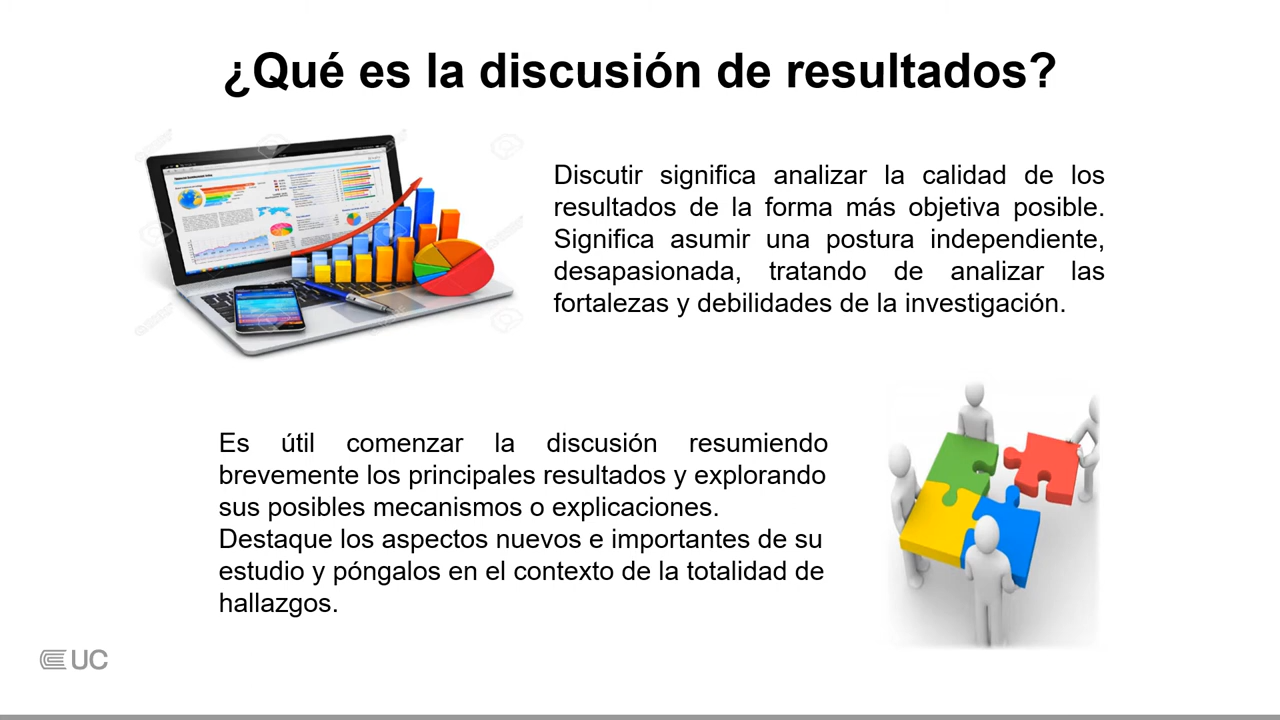 ¿Qué es la discusión de resultados?
Discutir significa analizar la calidad de los
resultados de la forma más objetiva posible.
Significa asumir una postura independiente,
desapasionada, tratando de analizar las
fortalezas y debilidades de la investigación.
Es útil comenzar la discusión resumiendo
brevemente los principales resultados y explorando
sus posibles mecanismos o explicaciones.
Destaque los aspectos nuevos e importantes de su
estudio y póngalos en el contexto de la totalidad de
hallazgos.
UC